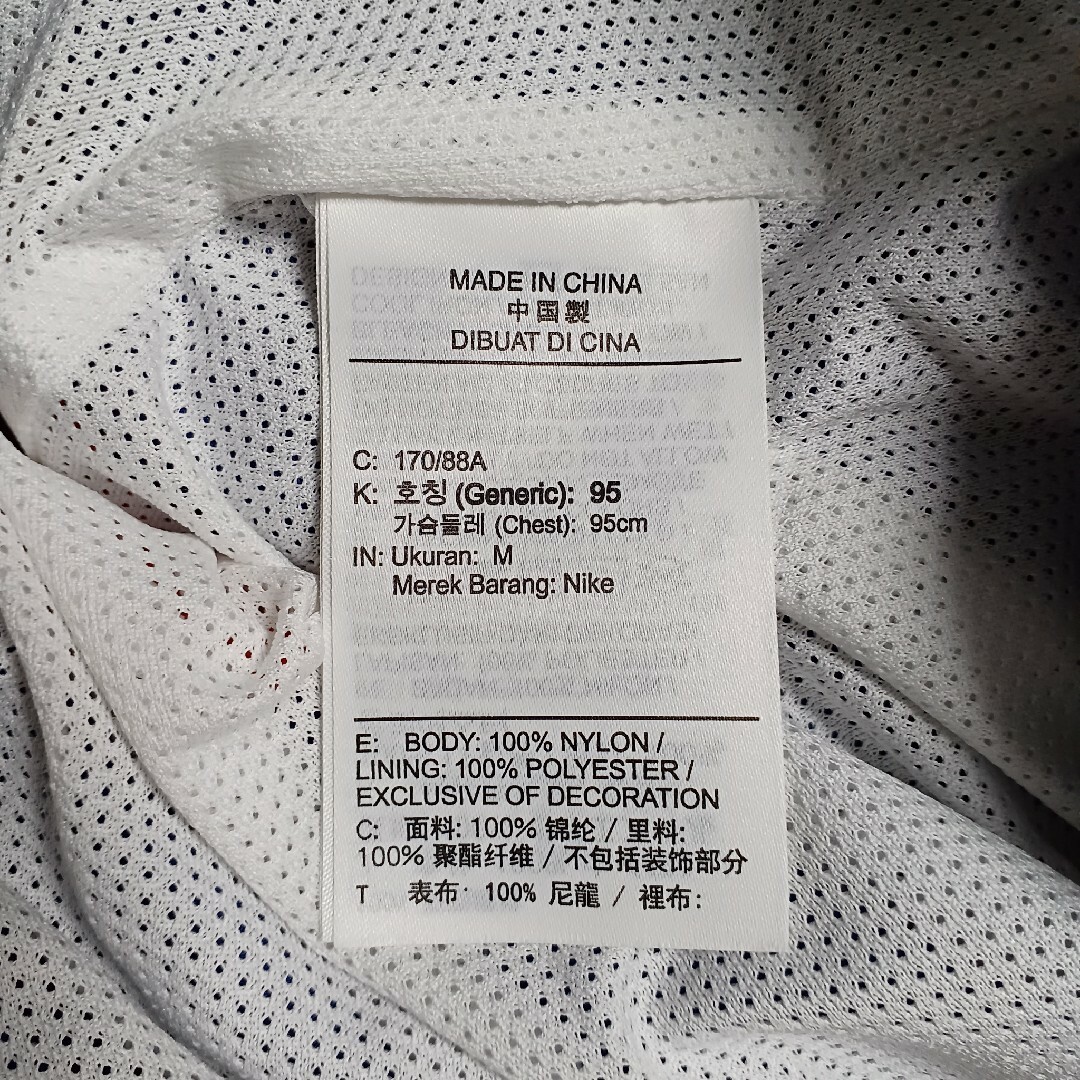 MADE IN CHINA
中国製
DIBUAT DI CINA
C: 170/88A
K: 호칭 (Generic): 95
가슴둘레 (Chest): 95cm
IN: Ukuran: M
Merek Barang: Nike
E: BODY: 100% NYLON /
LINING: 100% POLYESTER /
EXCLUSIVE OF DECORATION
C: 面料: 100% 锦纶 / 里料:
100% 聚酯纤维 / 不包括装饰部分
T 表布: 100% 尼龍 / 裡布: